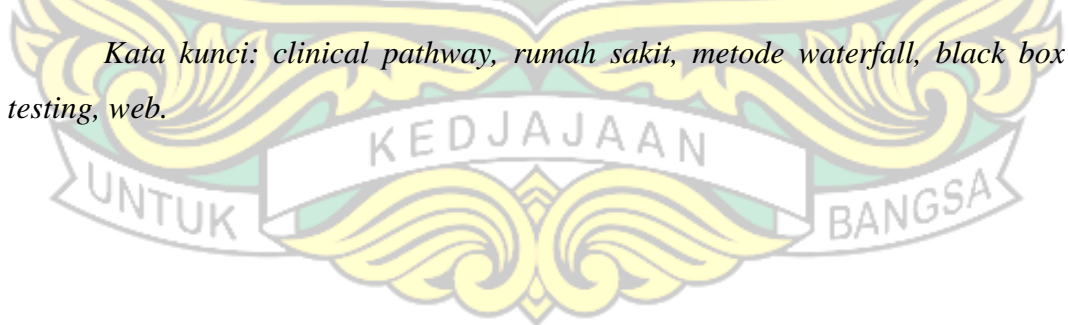 Kata kunci: clinical pathway, rumah sakit, metode waterfall, black box
testing, web.
UNTUK KEDJAJAAN BANGSA